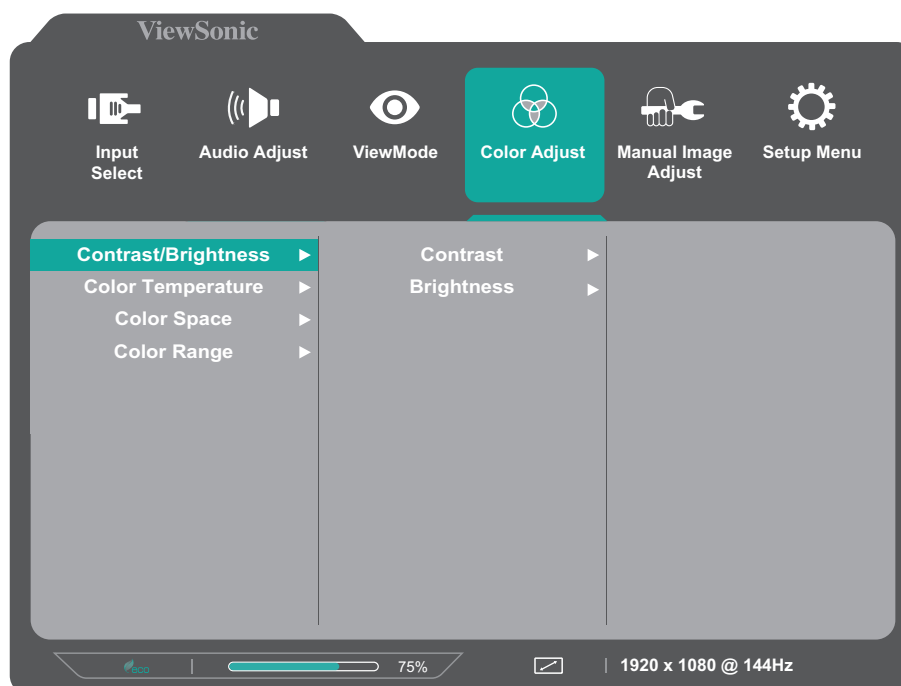 ViewSonic
Input
Select
Audio Adjust
ViewMode
Color Adjust
Manual Image
Adjust
Setup Menu
Contrast/Brightness
Color Temperature
Color Space
Color Range
Contrast
Brightness
eco
75%
1920 x 1080 @ 144Hz